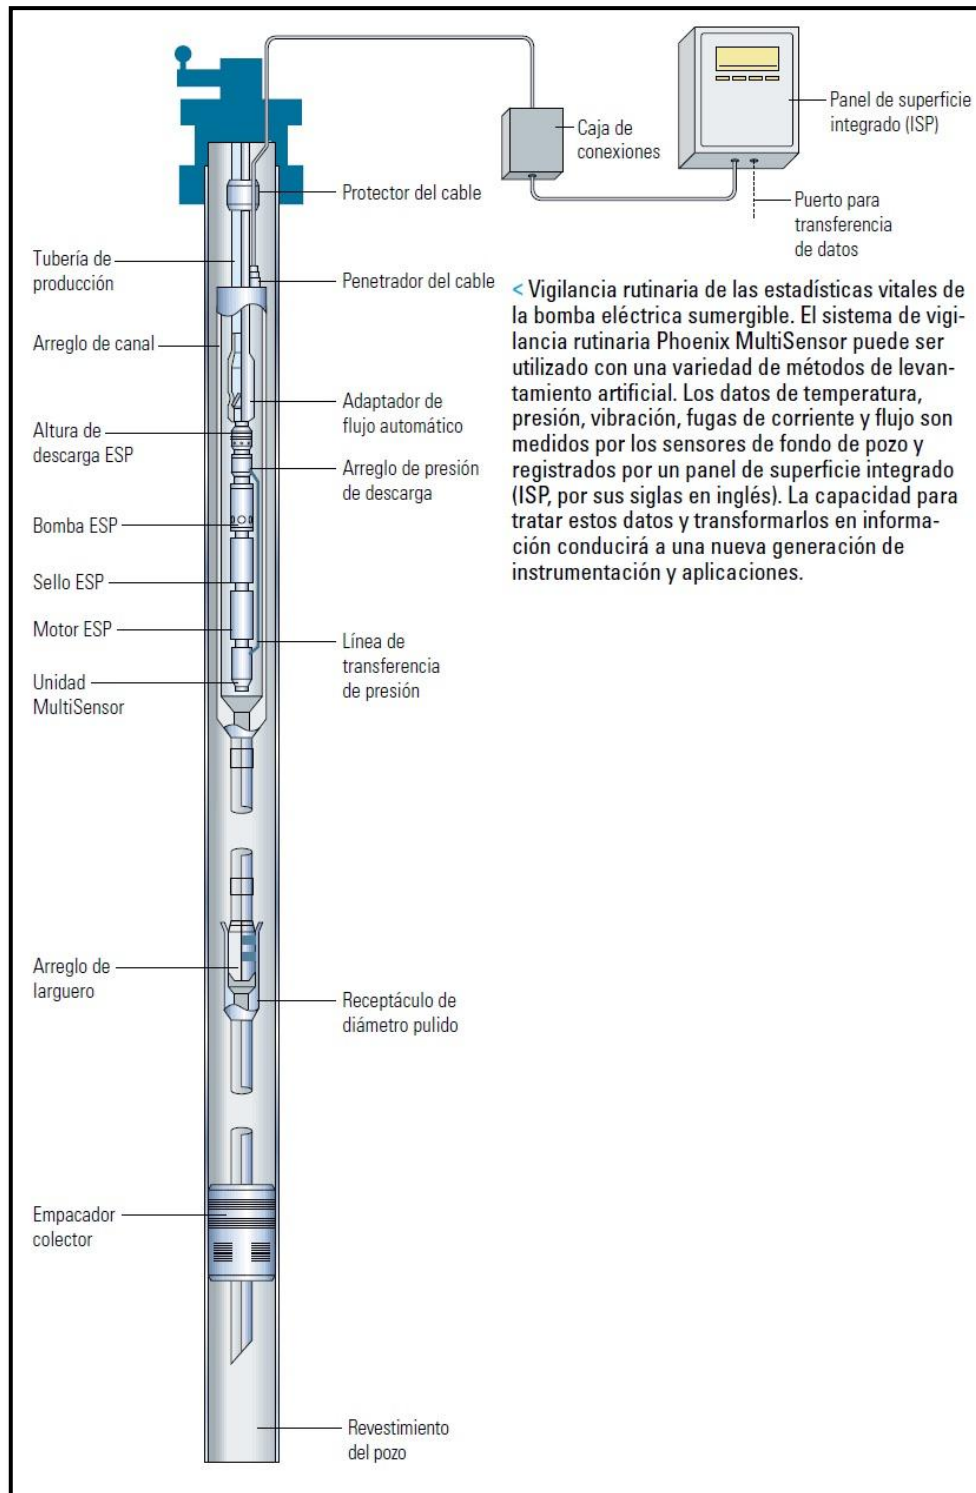 Panel de superficie
integrado (ISP)
Caja de
conexiones
Protector del cable
Puerto para
transferencia
de datos
Tubería de
producción
Penetrador del cable
Arreglo de canal
Adaptador de
flujo automático
Altura de
descarga ESP
Arreglo de presión
de descarga
Bomba ESP
Sello ESP
Motor ESP
Línea de
transferencia
de presión
Unidad
MultiSensor
< Vigilancia rutinaria de las estadísticas vitales de
la bomba eléctrica sumergible. El sistema de vigi-
lancia rutinaria Phoenix MultiSensor puede ser
utilizado con una variedad de métodos de levan-
tamiento artificial. Los datos de temperatura,
presión, vibración, fugas de corriente y flujo son
medidos por los sensores de fondo de pozo y
registrados por un panel de superficie integrado
(ISP, por sus siglas en inglés). La capacidad para
tratar estos datos y transformarlos en informa-
ción conducirá a una nueva generación de
instrumentación y aplicaciones.
Arreglo de
larguero
Receptáculo de
diámetro pulido
Empacador
colector
Revestimiento
del pozo